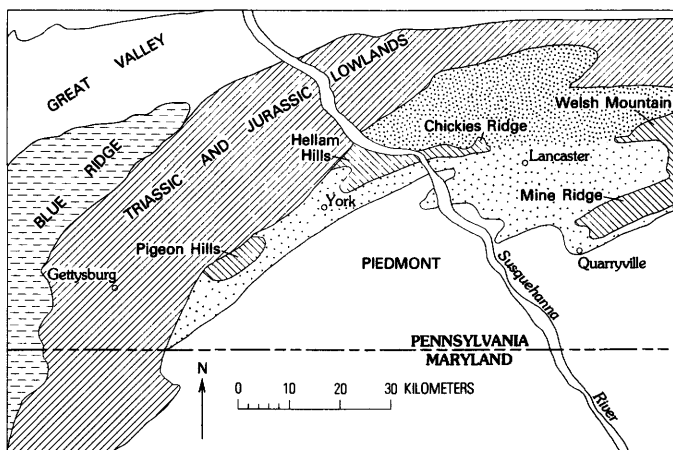 GREAT VALLEY
BLUE RIDGE
TRIASSIC AND JURASSIC LOWLANDS
Hellam
Hills
Chickies Ridge
Welsh Mountain
Lancaster
Mine Ridge
York
Pigeon Hills
Gettysburg
PIEDMONT
Quarryville
Susquehanna
River
PENNSYLVANIA
MARYLAND
N
0 10 20 30 KILOMETERS